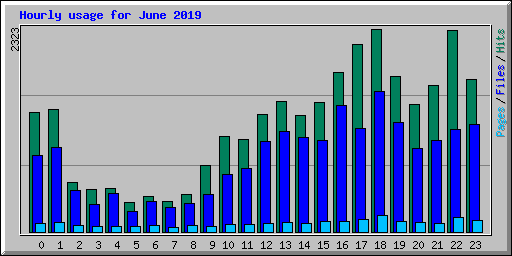 Hourly usage for June 2019
2323
Pages / Files / Hits
0 1 2 3 4 5 6 7 8 9 10 11 12 13 14 15 16 17 18 19 20 21 22 23